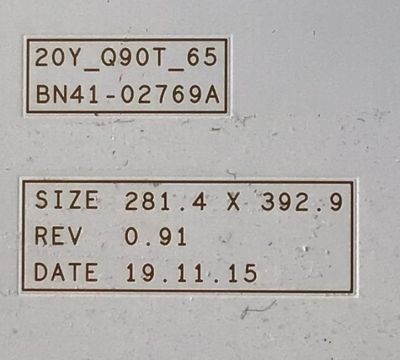 20Y_Q90T_65
BN41-02769A
SIZE 281.4 X 392.9
REV 0.91
DATE 19.11.15